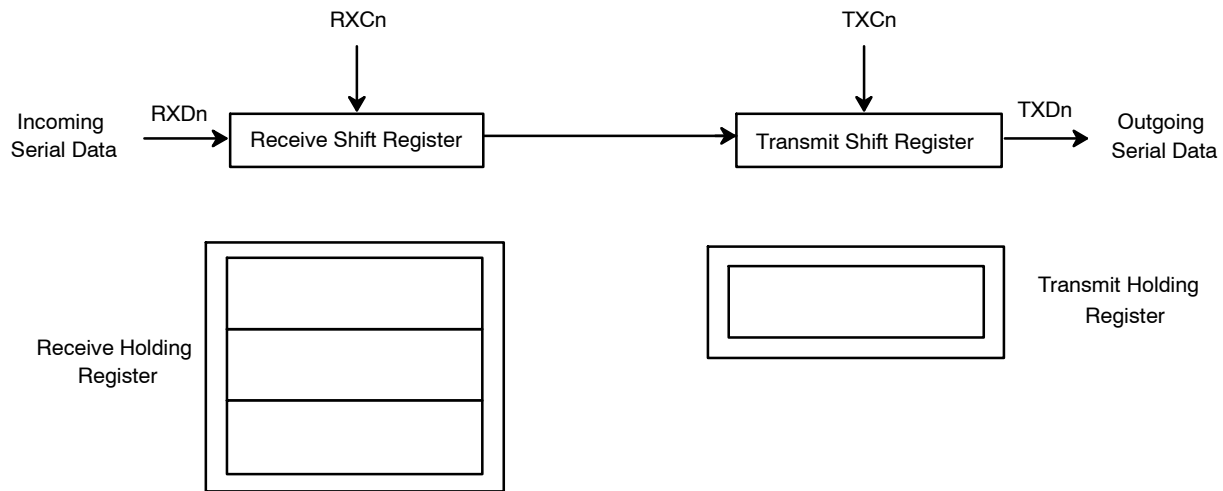 RXCn
TXCn
RXDn
TXDn
Incoming
Serial Data
Receive Shift Register
Transmit Shift Register
Outgoing
Serial Data
Receive Holding
Register
Transmit Holding
Register